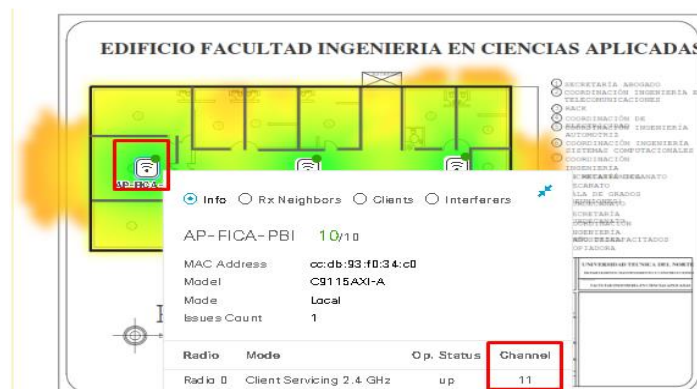 EDIFICIO FACULTAD INGENIERIA EN CIENCIAS APLICADAS
SECRETARÍA ABOGADO
COORDINACIÓN INGENIERÍA E
TELECOMUNICACIONES
RACK
COORDINACIÓN DE
INGENIERÍA
AUTOMOTRIZ
COORDINACIÓN INGENIERÍA
SISTEMAS COMPUTACIONALES
COORDINACIÓN
INGENIERIA
AP-FICA-
Info Rx Neighbors Clients Interferers
AP-FICA-PBI 10/10
MAC Address cc:db:93:f0:34:c0
Model C9115AXI-A
Mode Local
Issues Count 1
Radio Mode Op. Status Channel
Radio 0 Client Servicing 2.4 GHz up 11
UNIVERSIDAD TECNICA DEL NORTE